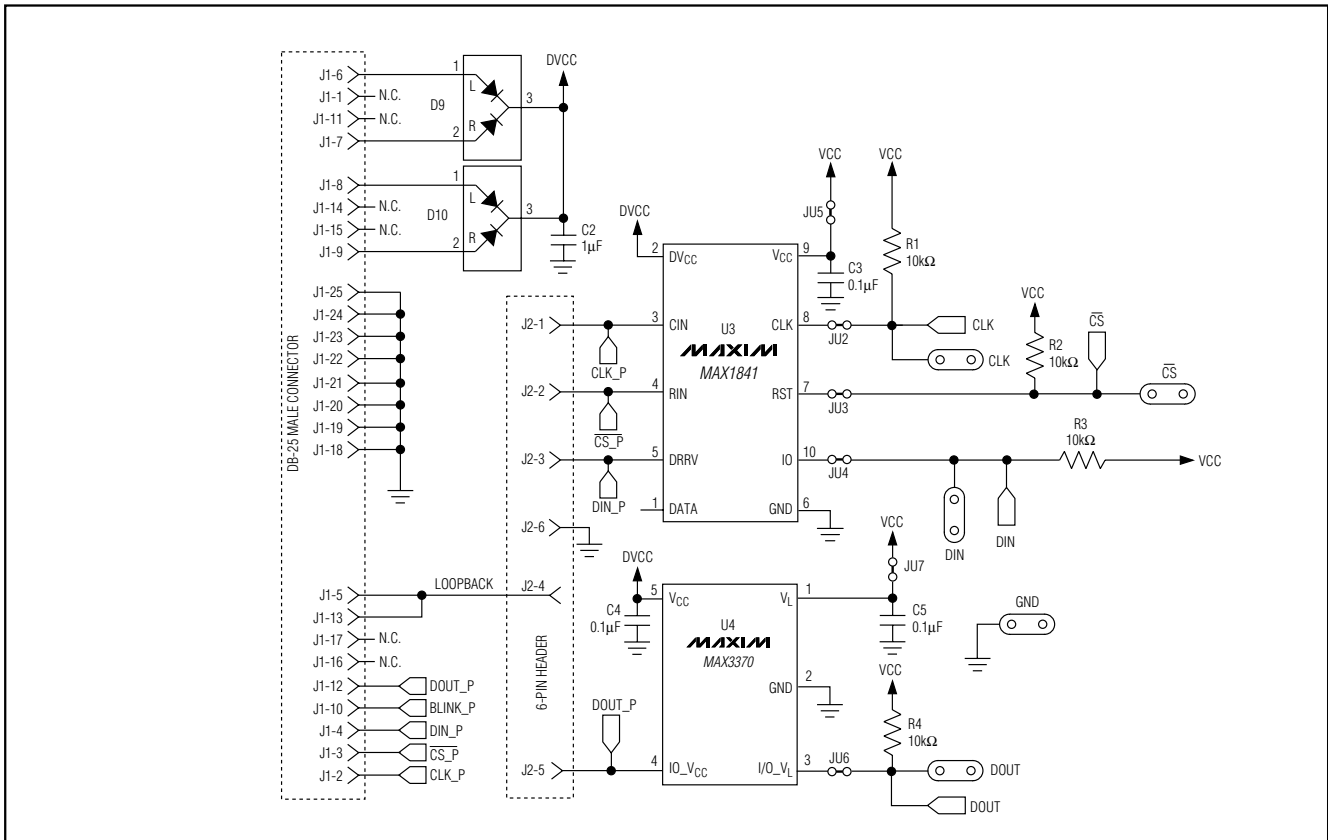 DB-25 MALE CONNECTOR
J1-6
J1-1 N.C.
J1-11 N.C.
J1-7
1
L
D9
R
2
3
DVCC
J1-8
J1-14 N.C.
J1-15 N.C.
J1-9
1
L
D10
R
2
3
C2
1µF
J1-25
J1-24
J1-23
J1-22
J1-21
J1-20
J1-19
J1-18
J1-5
J1-13
LOOPBACK
J1-17 N.C.
J1-16 N.C.
J1-12 DOUT_P
J1-10 BLINK_P
J1-4 DIN_P
J1-3 C̅S̅_̅P̅
J1-2 CLK_P
6-PIN HEADER
J2-1
J2-2
J2-3
J2-6
J2-4
J2-5
CLK_P
C̅S̅_̅P̅
DIN_P
DOUT_P
DVCC
2 DVCC
3 CIN
4 RIN
5 DRRV
1 DATA
U3
MAXIM
MAX1841
VCC 9
CLK 8
RST 7
IO 10
GND 6
VCC
JU5
C3
0.1µF
VCC
R1
10kΩ
JU2
CLK
CLK
VCC
R2
10kΩ
C̅S̅
C̅S̅
JU3
JU4
R3
10kΩ
VCC
DIN
DIN
DVCC
C4
0.1µF
5 VCC
4 IO_VCC
U4
MAXIM
MAX3370
VL 1
GND 2
I/O_VL 3
VCC
JU7
C5
0.1µF
GND
VCC
R4
10kΩ
JU6
DOUT
DOUT